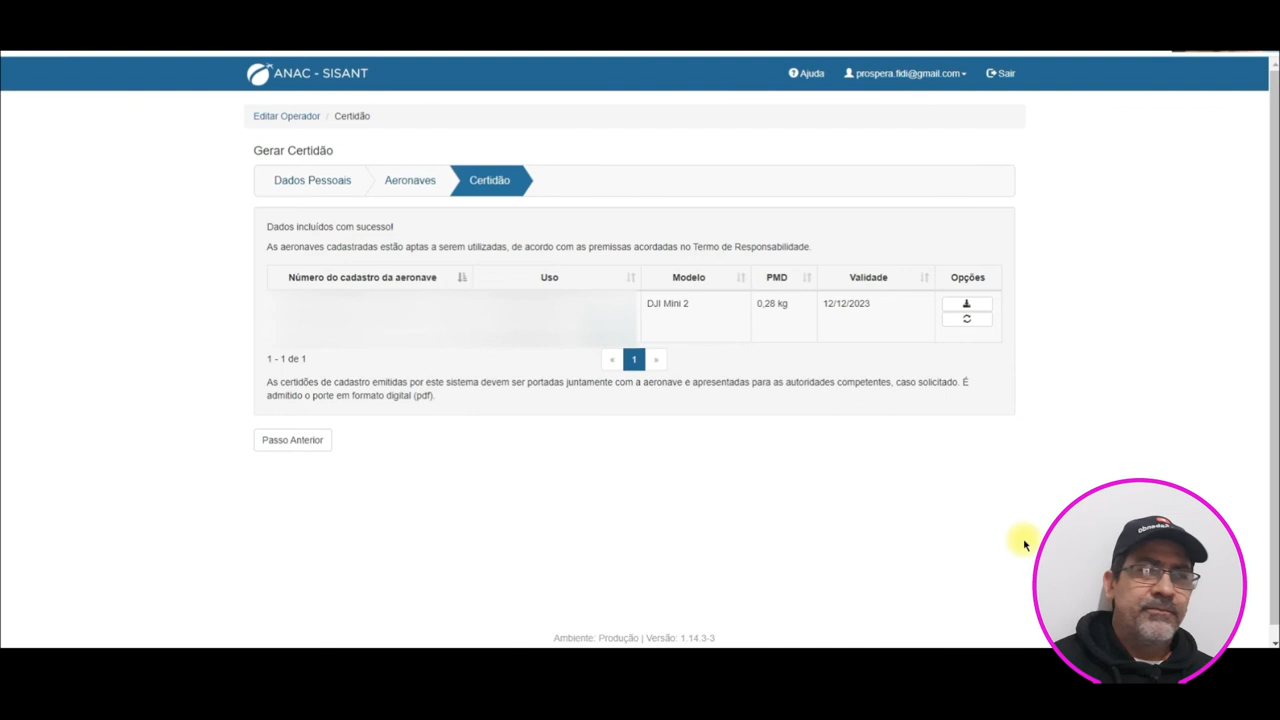 ANAC - SISANT
Ajuda
prospera.fidi@gmail.com
Sair
Editar Operador / Certidão
Gerar Certidão
Dados Pessoais
Aeronaves
Certidão
Dados incluídos com sucesso!
As aeronaves cadastradas estão aptas a serem utilizadas, de acordo com as premissas acordadas no Termo de Responsabilidade.
Número do cadastro da aeronave Uso Modelo PMD Validade Opções
DJI Mini 2 0,28 kg 12/12/2023
1 - 1 de 1
« 1 »
As certidões de cadastro emitidas por este sistema devem ser portadas juntamente com a aeronave e apresentadas para as autoridades competentes, caso solicitado. É
admitido o porte em formato digital (pdf).
Passo Anterior
Ambiente: Produção | Versão: 1.14.3-3